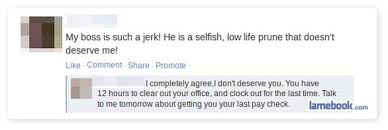 My boss is such a jerk! He is a selfish, low life prune that doesn't
deserve me!
Like · Comment · Share · Promote ·
I completely agree,I don't deserve you. You have
12 hours to clear out your office, and clock out for the last time. Talk
to me tomorrow about getting you your last pay check.
lamebook.com